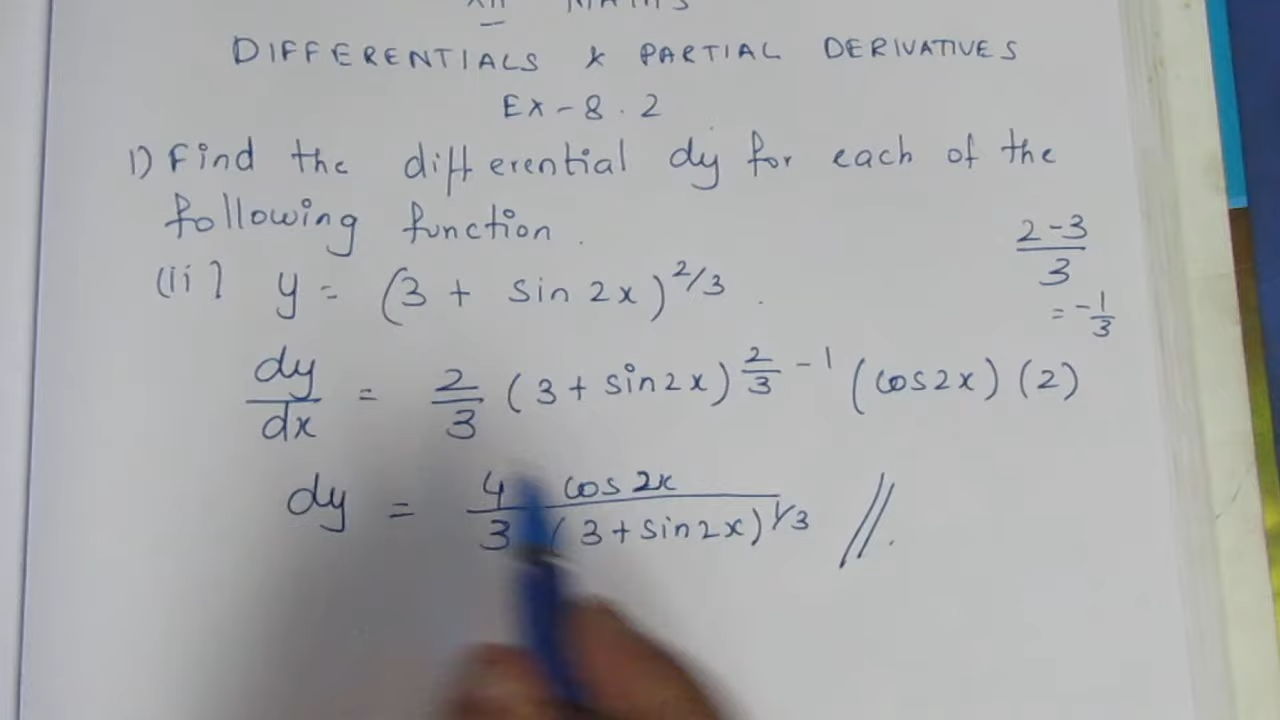 DIFFERENTIALS & PARTIAL DERIVATIVES
EX - 8.2
1) Find the differential dy for each of the
following function.
(ii) y = (3 + sin 2x)^2/3.
2-3/3
= -1/3
dy/dx = 2/3 (3 + sin2x)^2/3 - 1 (cos2x) (2)
dy = 4 cos 2x / 3 (3 + sin2x)^1/3 //.